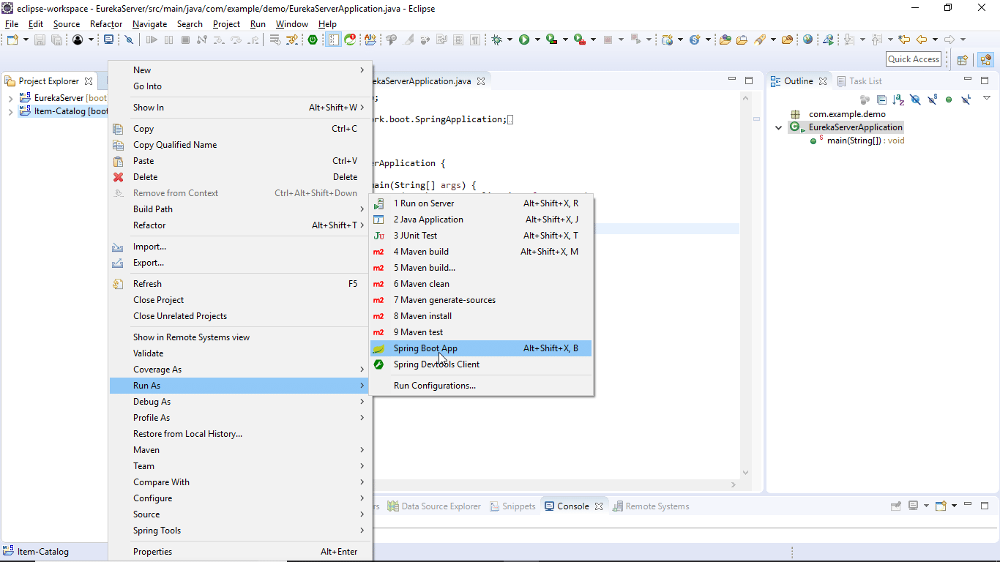 eclipse-workspace - EurekaServer/src/main/java/com/example/demo/EurekaServerApplication.java - Eclipse
File Edit Source Refactor Navigate Search Project Run Window Help
Quick Access
Project Explorer
EurekaServer [boot
Item-Catalog [boot
New
Go Into
Show In Alt+Shift+W
Copy Ctrl+C
Copy Qualified Name
Paste Ctrl+V
Delete Delete
Remove from Context Ctrl+Alt+Shift+Down
Build Path
Refactor Alt+Shift+T
Import...
Export...
Refresh F5
Close Project
Close Unrelated Projects
Show in Remote Systems view
Validate
Coverage As
Run As
Debug As
Profile As
Restore from Local History...
Maven
Team
Compare With
Configure
Source
Spring Tools
Properties Alt+Enter
ekaServerApplication.java
;
rk.boot.SpringApplication;
rApplication {
ain(String[] args) {
1 Run on Server Alt+Shift+X, R
2 Java Application Alt+Shift+X, J
3 JUnit Test Alt+Shift+X, T
4 Maven build Alt+Shift+X, M
5 Maven build...
6 Maven clean
7 Maven generate-sources
8 Maven install
9 Maven test
Spring Boot App Alt+Shift+X, B
Spring Devtools Client
Run Configurations...
Outline Task List
com.example.demo
EurekaServerApplication
main(String[]) : void
rs Data Source Explorer Snippets Console Remote Systems
Item-Catalog